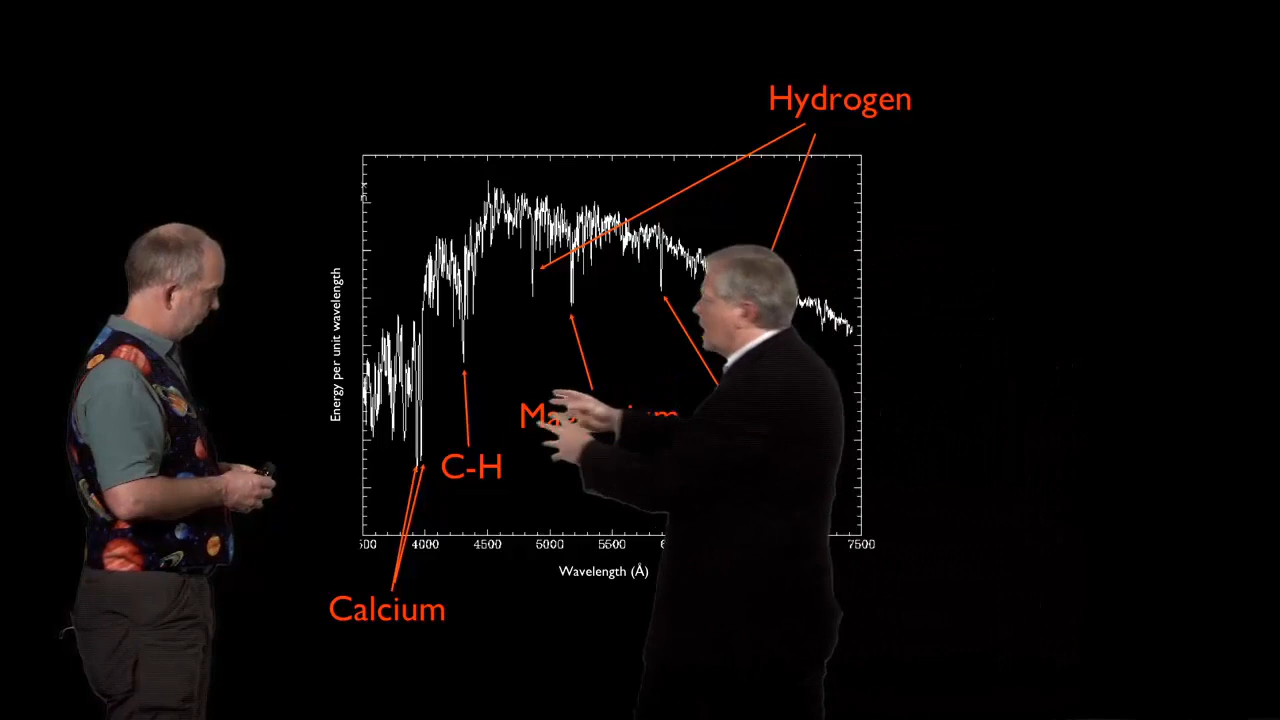 Hydrogen
Energy per unit wavelength
C-H
4000 4500 5000 5500 7500
Wavelength (Å)
Calcium